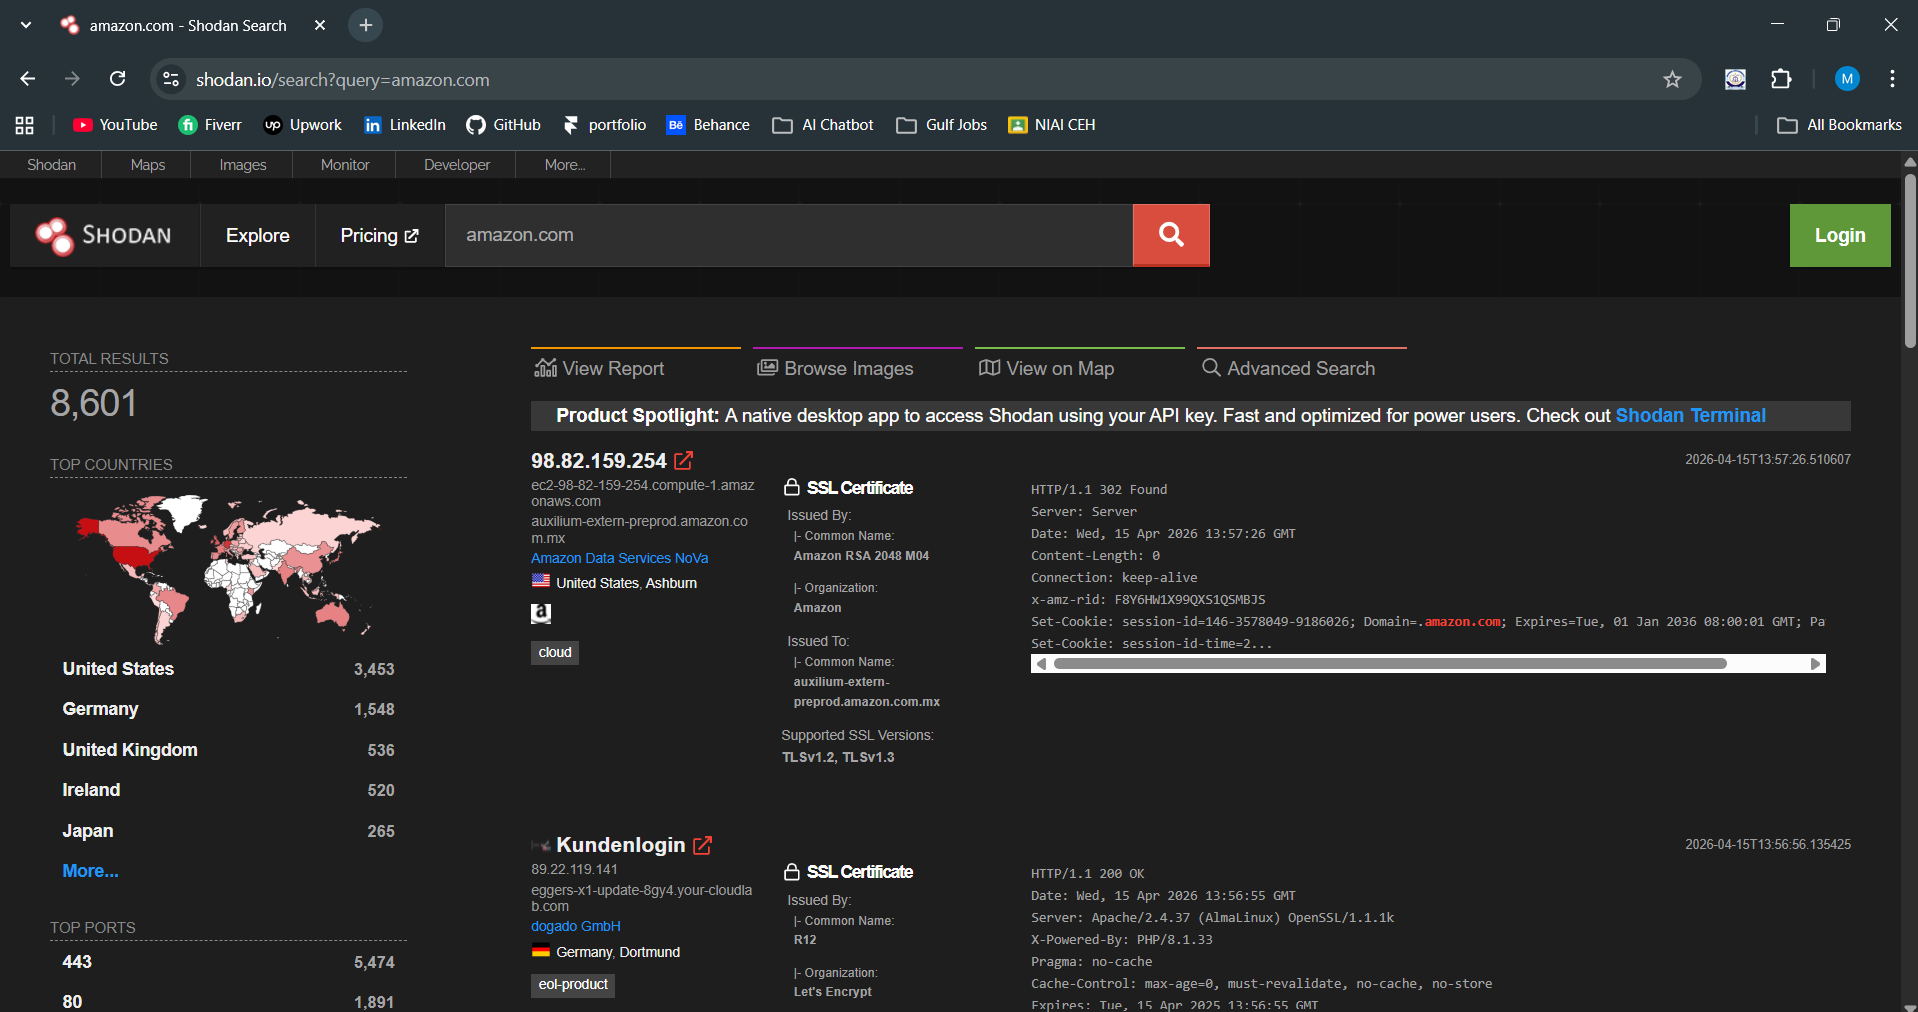 amazon.com - Shodan Search
shodan.io/search?query=amazon.com
M
YouTube
Fiverr
Upwork
LinkedIn
GitHub
portfolio
Behance
AI Chatbot
Gulf Jobs
NIAI CEH
All Bookmarks
Shodan
Maps
Images
Monitor
Developer
More...
SHODAN
Explore
Pricing
amazon.com
Login
TOTAL RESULTS
8,601
TOP COUNTRIES
United States 3,453
Germany 1,548
United Kingdom 536
Ireland 520
Japan 265
More...
TOP PORTS
443 5,474
80 1,891
View Report
Browse Images
View on Map
Advanced Search
Product Spotlight: A native desktop app to access Shodan using your API key. Fast and optimized for power users. Check out Shodan Terminal
98.82.159.254
2026-04-15T13:57:26.510607
ec2-98-82-159-254.compute-1.amaz
onaws.com
auxilium-extern-preprod.amazon.co
m.mx
Amazon Data Services NoVa
United States, Ashburn
a
cloud
SSL Certificate
Issued By:
|- Common Name:
Amazon RSA 2048 M04
|- Organization:
Amazon
Issued To:
|- Common Name:
auxilium-extern-
preprod.amazon.com.mx
Supported SSL Versions:
TLSv1.2, TLSv1.3
HTTP/1.1 302 Found
Server: Server
Date: Wed, 15 Apr 2026 13:57:26 GMT
Content-Length: 0
Connection: keep-alive
x-amz-rid: F8Y6HW1X99QXS1QSMBJS
Set-Cookie: session-id=146-3578049-9186026; Domain=.amazon.com; Expires=Tue, 01 Jan 2036 08:00:01 GMT; Pa
Set-Cookie: session-id-time=2...
Kundenlogin
2026-04-15T13:56:56.135425
89.22.119.141
eggers-x1-update-8gy4.your-cloudla
b.com
dogado GmbH
Germany, Dortmund
eol-product
SSL Certificate
Issued By:
|- Common Name:
R12
|- Organization:
Let's Encrypt
HTTP/1.1 200 OK
Date: Wed, 15 Apr 2026 13:56:55 GMT
Server: Apache/2.4.37 (AlmaLinux) OpenSSL/1.1.1k
X-Powered-By: PHP/8.1.33
Pragma: no-cache
Cache-Control: max-age=0, must-revalidate, no-cache, no-store
Expires: Tue, 15 Apr 2025 13:56:55 GMT